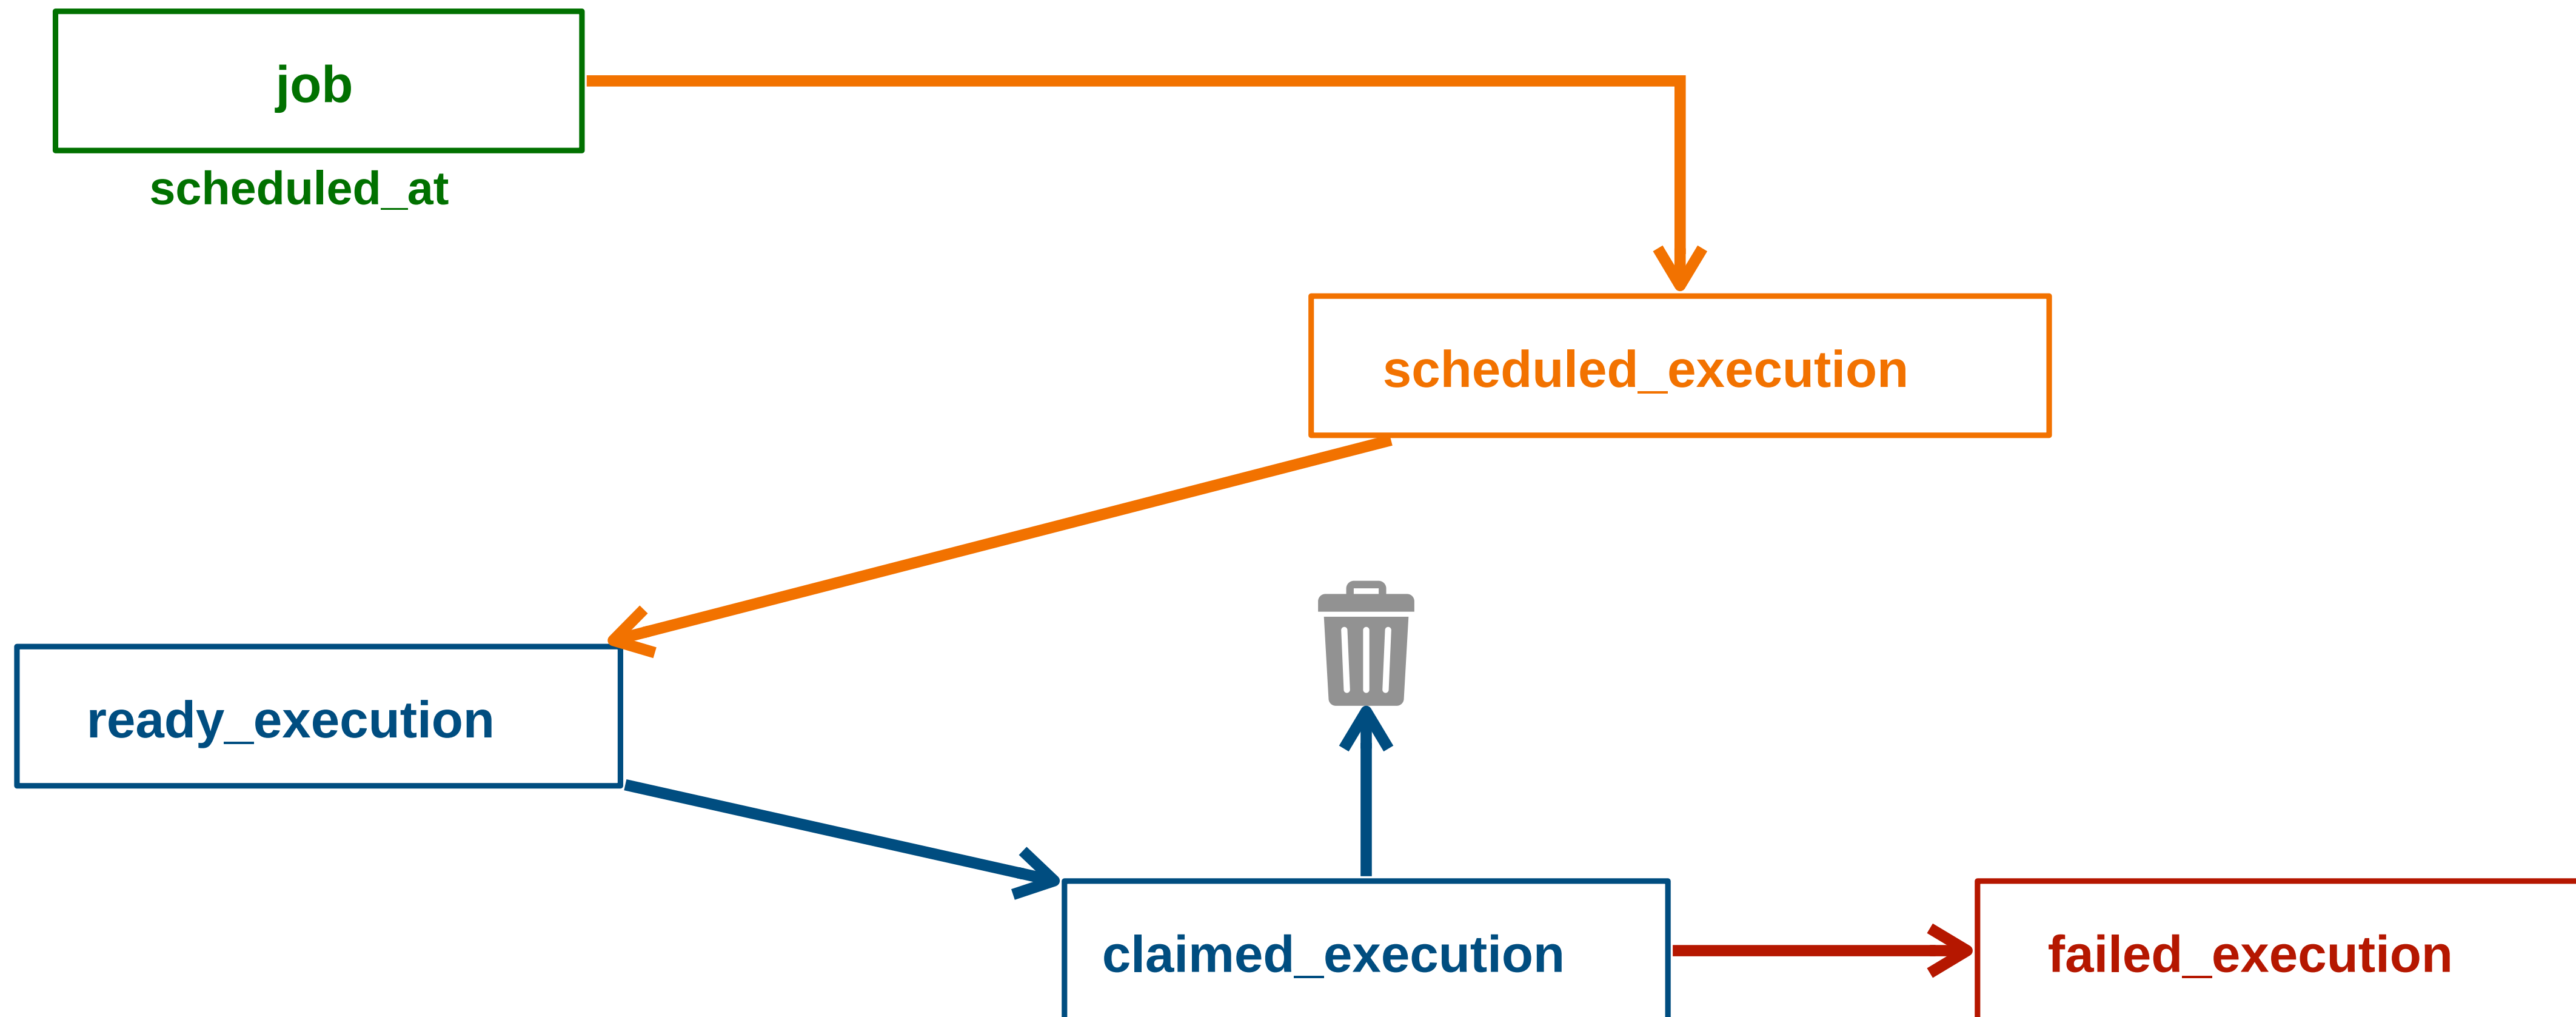 job
scheduled_at
scheduled_execution
ready_execution
claimed_execution
failed_execution